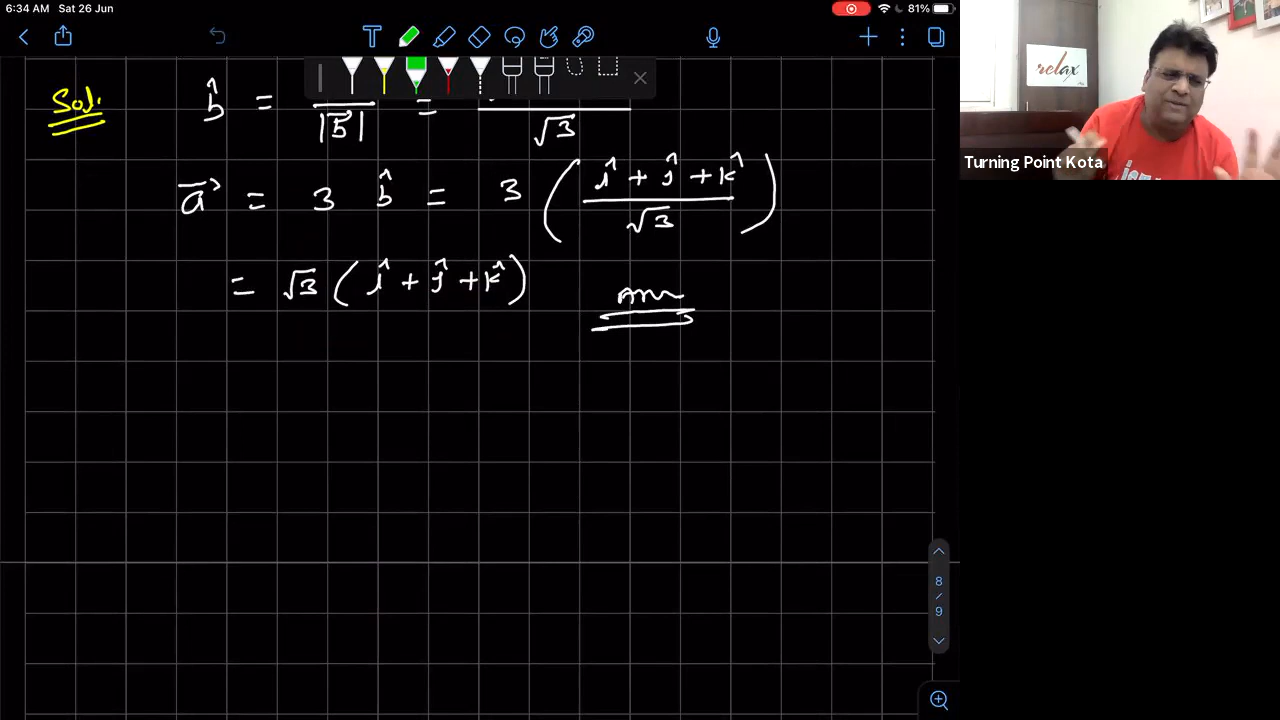 6:34 AM Sat 26 Jun 81%
relax
Turning Point Kota
Sol.
b̂ = / |b̄| = / √3
a⃗ = 3 b̂ = 3 ( (î + ĵ + k̂) / √3 )
= √3 ( î + ĵ + k̂ ) Ans
8 / 9